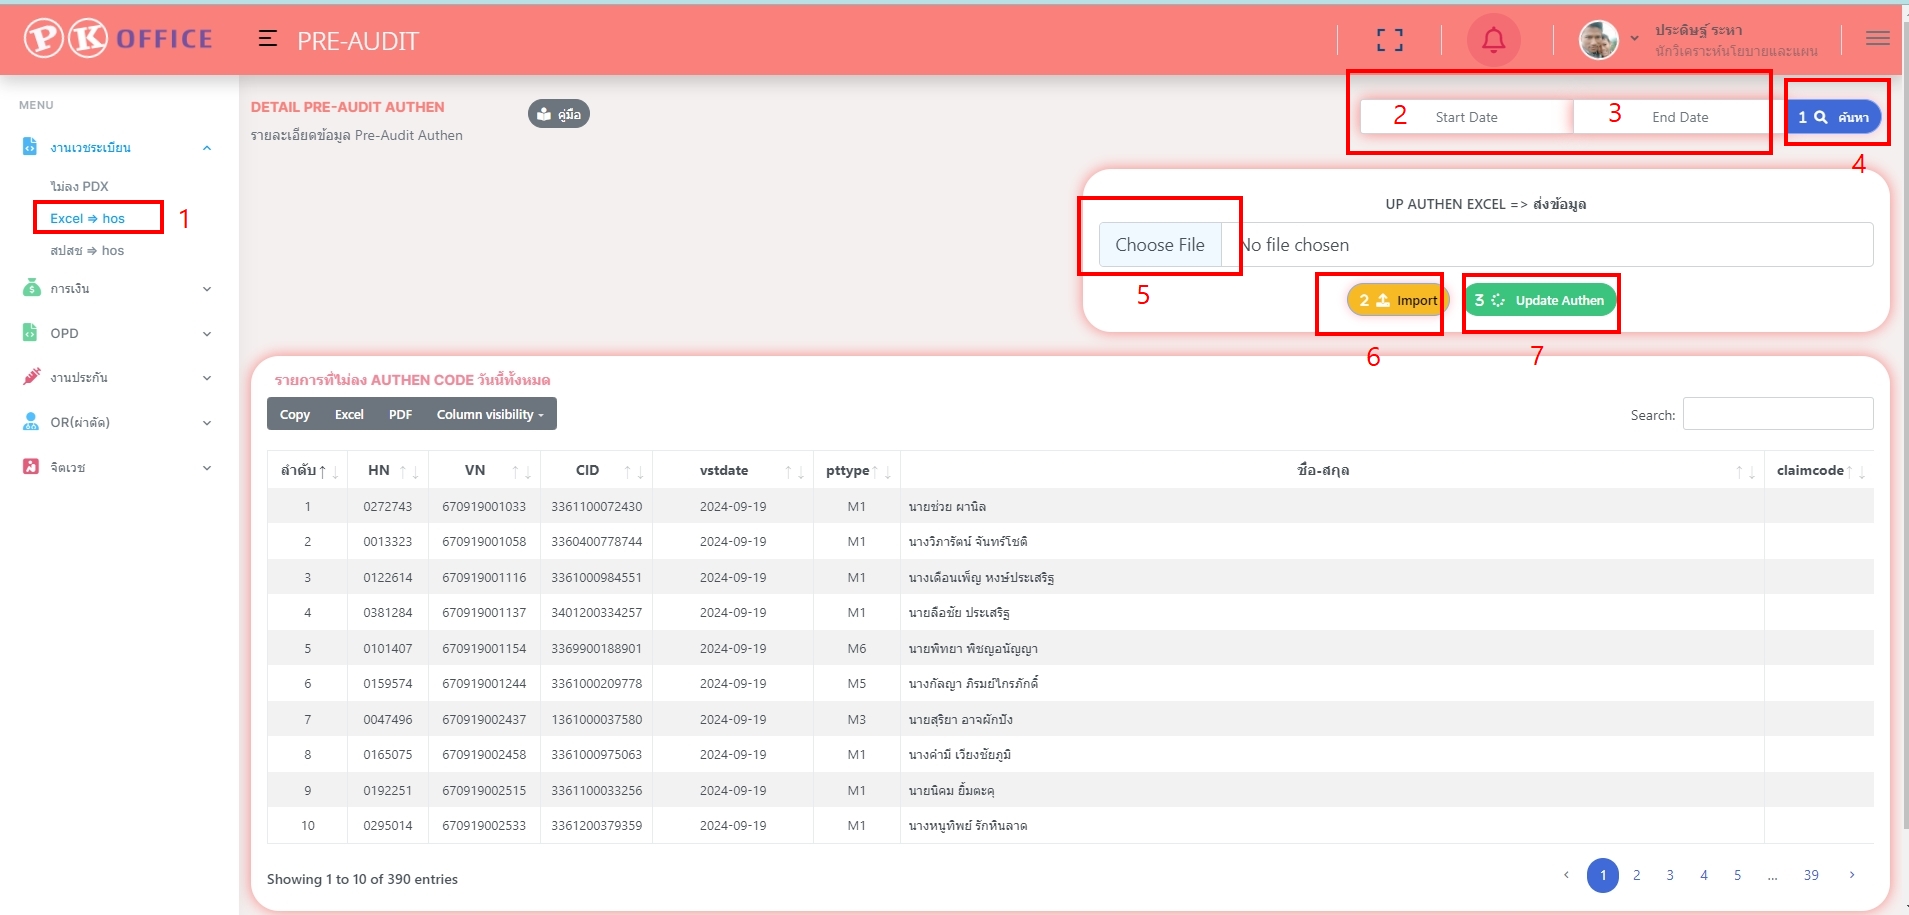 PK OFFICE
PRE-AUDIT
ประดิษฐ์ ระหา
นักวิเคราะห์นโยบายและแผน
MENU
งานเวชระเบียน
ไม่ลง PDX
Excel ⇒ hos
1
สปสช ⇒ hos
การเงิน
OPD
งานประกัน
OR(ผ่าตัด)
จิตเวช
DETAIL PRE-AUDIT AUTHEN
คู่มือ
รายละเอียดข้อมูล Pre-Audit Authen
2 Start Date
3 End Date
1 ค้นหา
4
UP AUTHEN EXCEL => ส่งข้อมูล
Choose File No file chosen
5
2 Import
3 Update Authen
6
7
รายการที่ไม่ลง AUTHEN CODE วันนี้ทั้งหมด
Copy Excel PDF Column visibility
Search:
ลำดับ HN VN CID vstdate pttype ชื่อ-สกุล claimcode
1 0272743 670919001033 3361100072430 2024-09-19 M1 นายช่วย ผานิล
2 0013323 670919001058 3360400778744 2024-09-19 M1 นางวิภารัตน์ จันทร์โชติ
3 0122614 670919001116 3361000984551 2024-09-19 M1 นางเดือนเพ็ญ หงษ์ประเสริฐ
4 0381284 670919001137 3401200334257 2024-09-19 M1 นายลือชัย ประเสริฐ
5 0101407 670919001154 3369900188901 2024-09-19 M6 นายพิทยา พิชญอนัญญา
6 0159574 670919001244 3361000209778 2024-09-19 M5 นางกัลญา ภิรมย์ไกรภักดิ์
7 0047496 670919002437 1361000037580 2024-09-19 M3 นายสุริยา อาจผักปัง
8 0165075 670919002458 3361000975063 2024-09-19 M1 นางคำมี เวียงชัยภูมิ
9 0192251 670919002515 3361100033256 2024-09-19 M1 นายนิคม ยิ้มตะคุ
10 0295014 670919002533 3361200379359 2024-09-19 M1 นางหนูทิพย์ รักหินลาด
Showing 1 to 10 of 390 entries
‹ 1 2 3 4 5 ... 39 ›